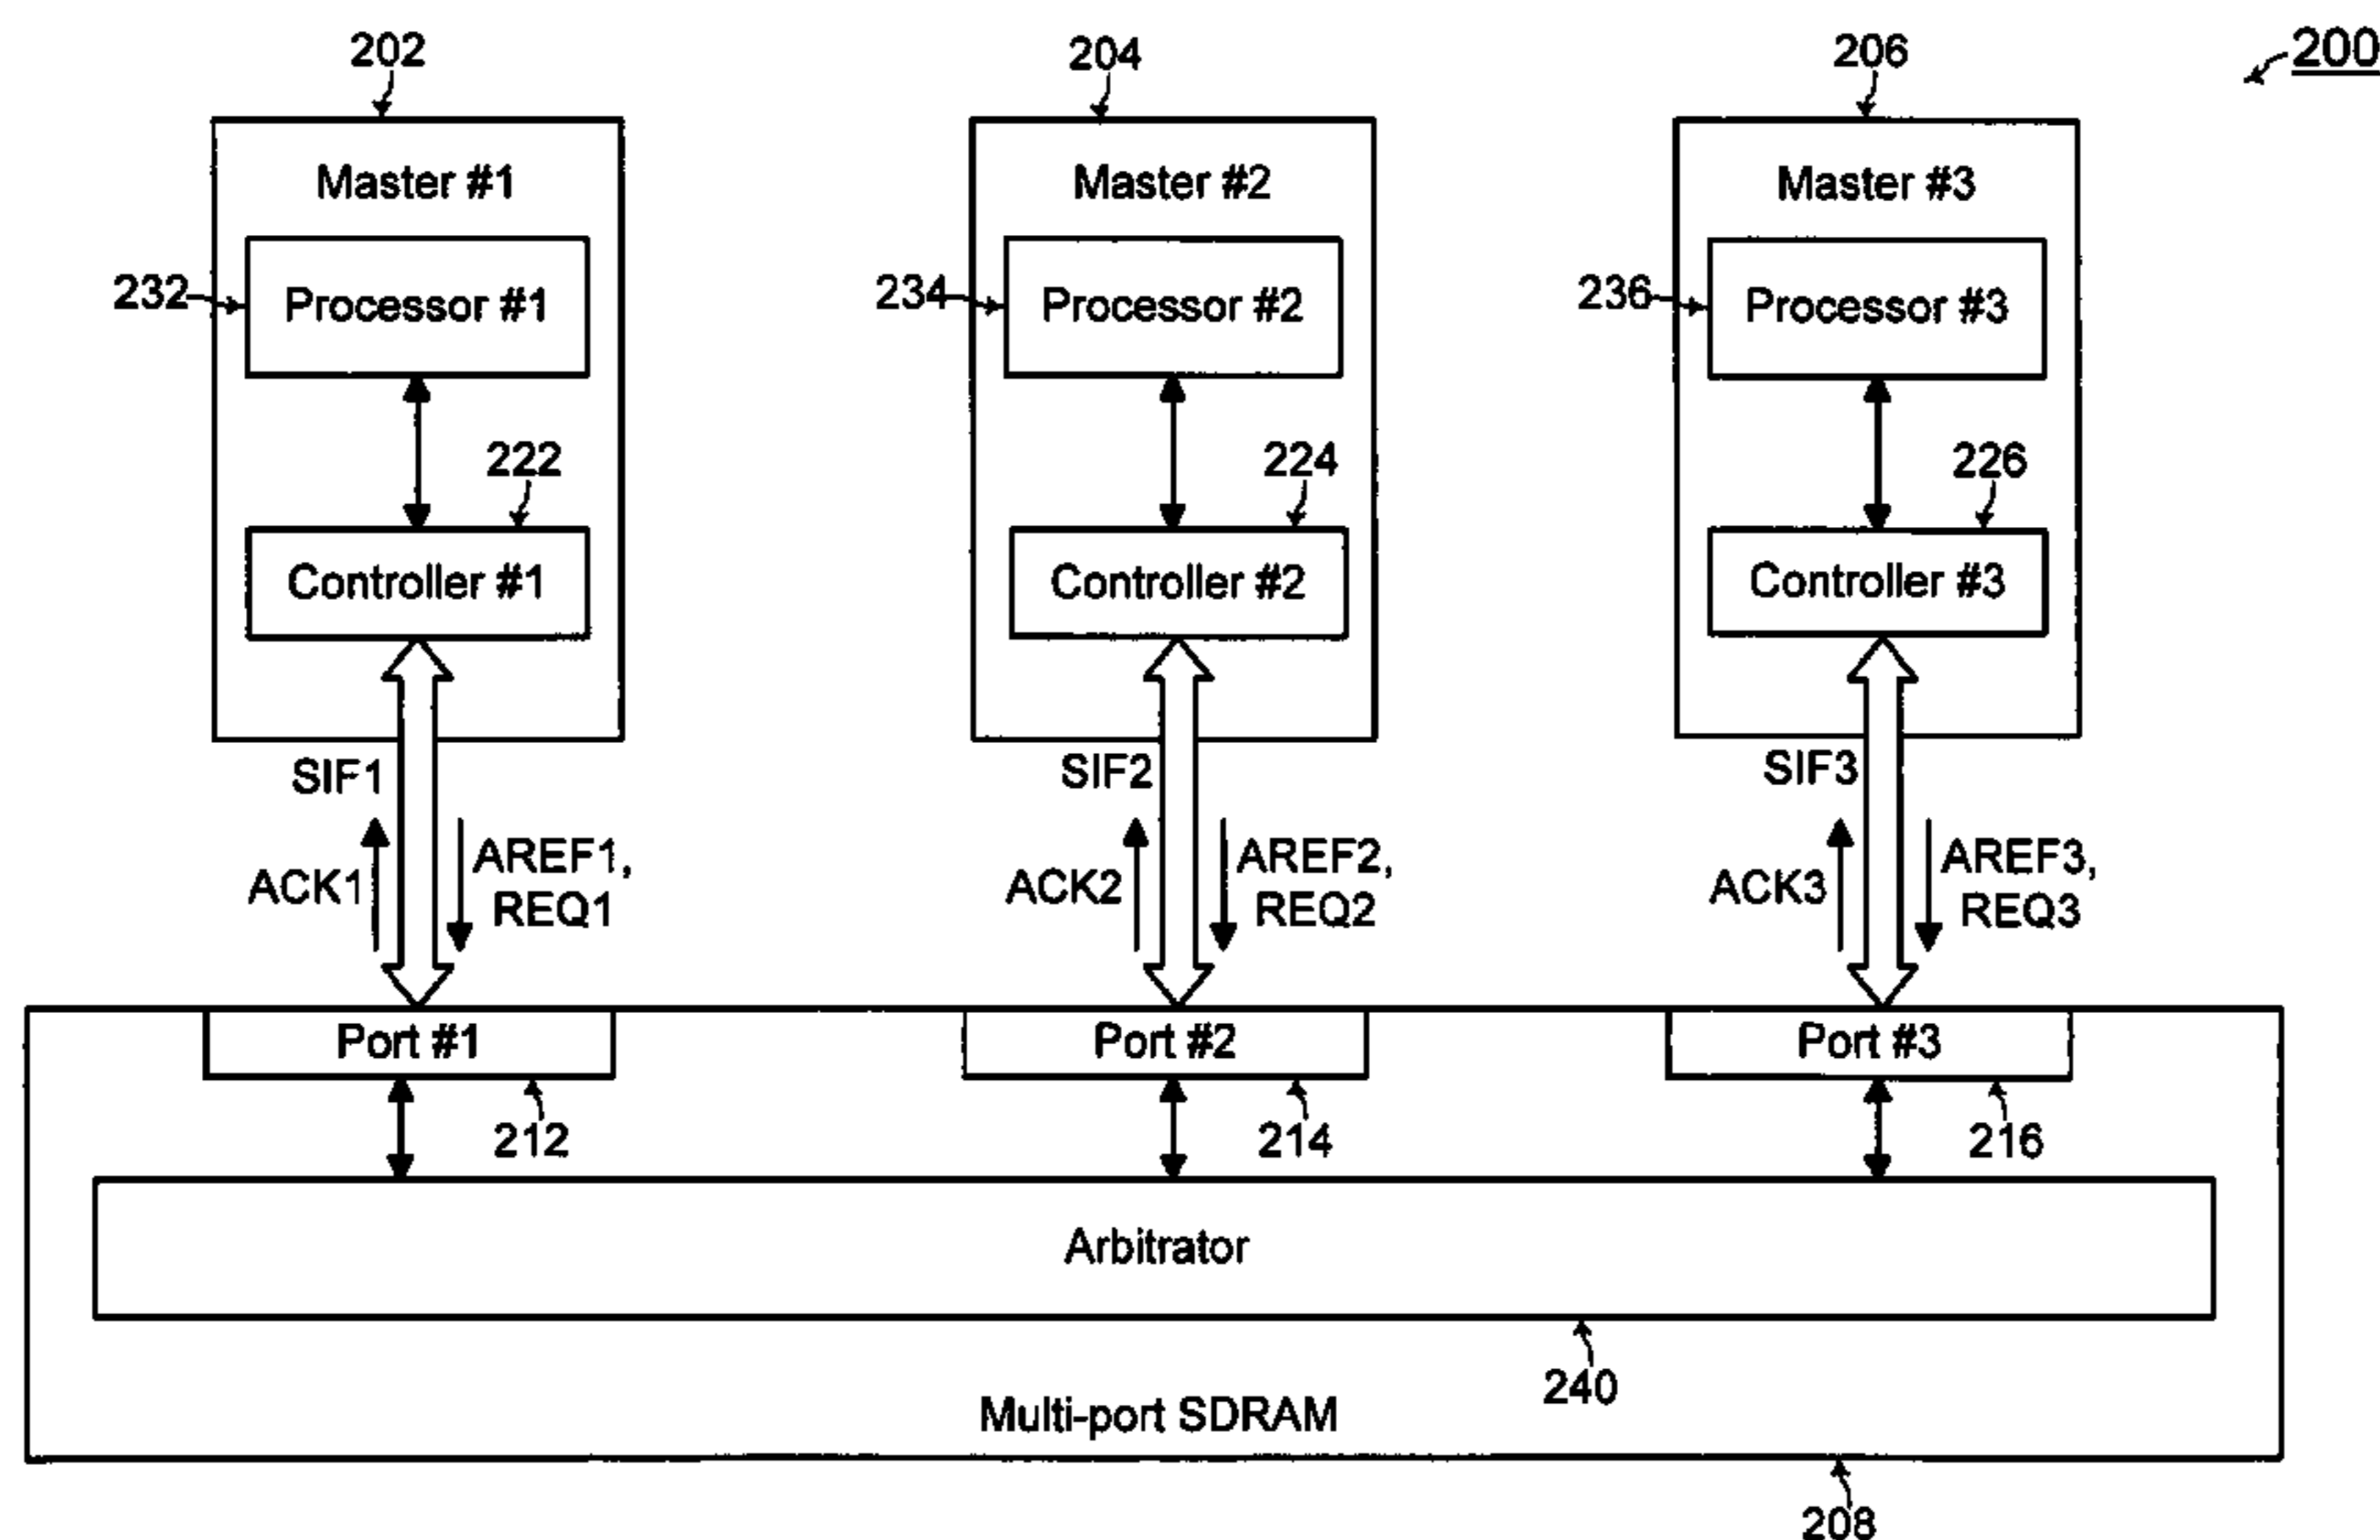 202
204
206
200
Master #1
Master #2
Master #3
232
Processor #1
234
Processor #2
236
Processor #3
222
224
226
Controller #1
Controller #2
Controller #3
SIF1
SIF2
SIF3
ACK1
AREF1,
REQ1
ACK2
AREF2,
REQ2
ACK3
AREF3,
REQ3
Port #1
Port #2
Port #3
212
214
216
Arbitrator
240
Multi-port SDRAM
208